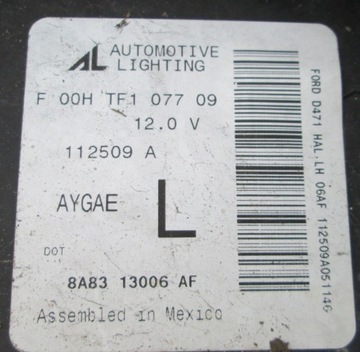 AL AUTOMOTIVE
LIGHTING
F 00H TF1 077 09
12.0 V
112509 A
AYGAE L
DOT
8A83 13006 AF
Assembled in Mexico
FORD D471 HAL LH 06AF 112509A051146